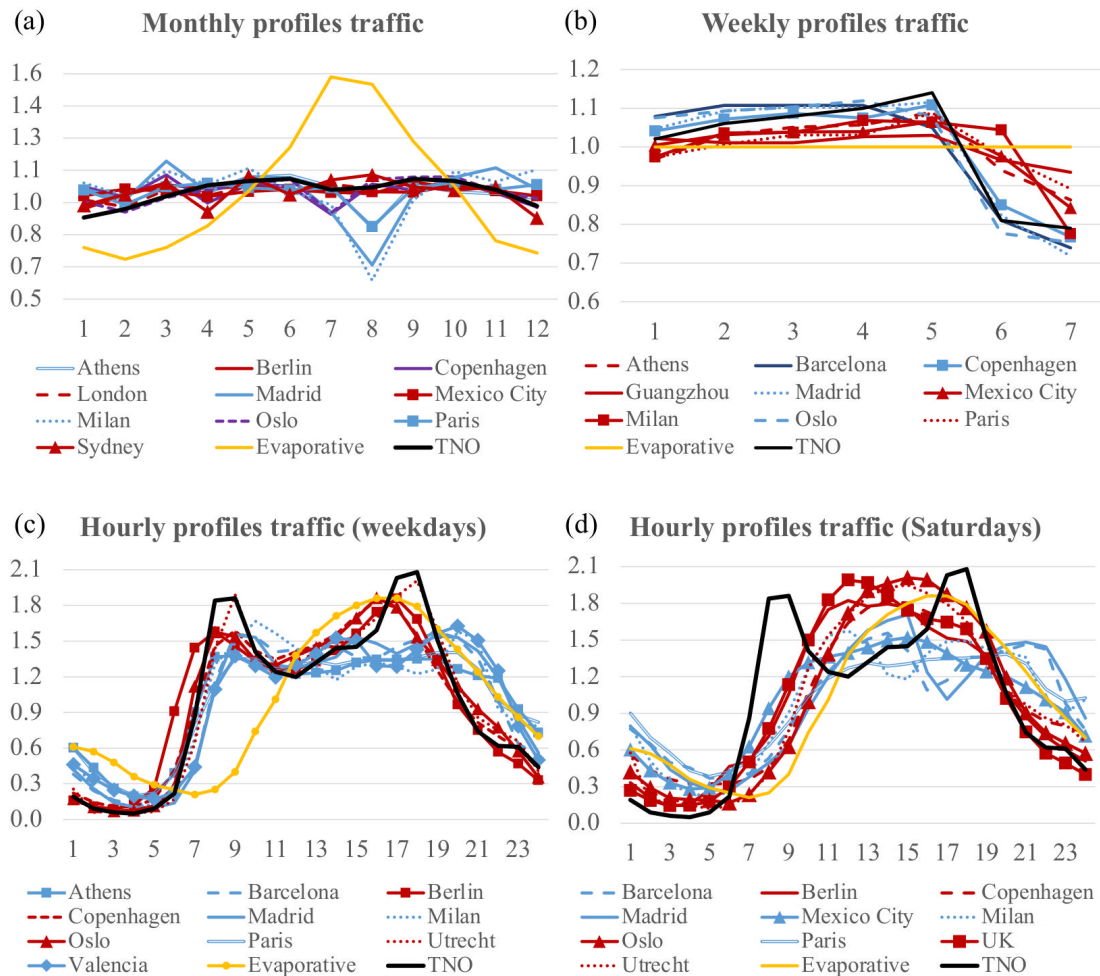 (a) Monthly profiles traffic
1.6
1.4
1.3
1.1
1.0
0.8
0.7
0.5
1 2 3 4 5 6 7 8 9 10 11 12
Athens Berlin Copenhagen
London Madrid Mexico City
Milan Oslo Paris
Sydney Evaporative TNO
(b) Weekly profiles traffic
1.2
1.1
1.0
0.9
0.8
0.7
0.6
1 2 3 4 5 6 7
Athens Barcelona Copenhagen
Guangzhou Madrid Mexico City
Milan Oslo Paris
Evaporative TNO
(c) Hourly profiles traffic (weekdays)
2.1
1.8
1.5
1.2
0.9
0.6
0.3
0.0
1 3 5 7 9 11 13 15 17 19 21 23
Athens Barcelona Berlin
Copenhagen Madrid Milan
Oslo Paris Utrecht
Valencia Evaporative TNO
(d) Hourly profiles traffic (Saturdays)
2.1
1.8
1.5
1.2
0.9
0.6
0.3
0.0
1 3 5 7 9 11 13 15 17 19 21 23
Barcelona Berlin Copenhagen
Madrid Mexico City Milan
Oslo Paris UK
Utrecht Evaporative TNO